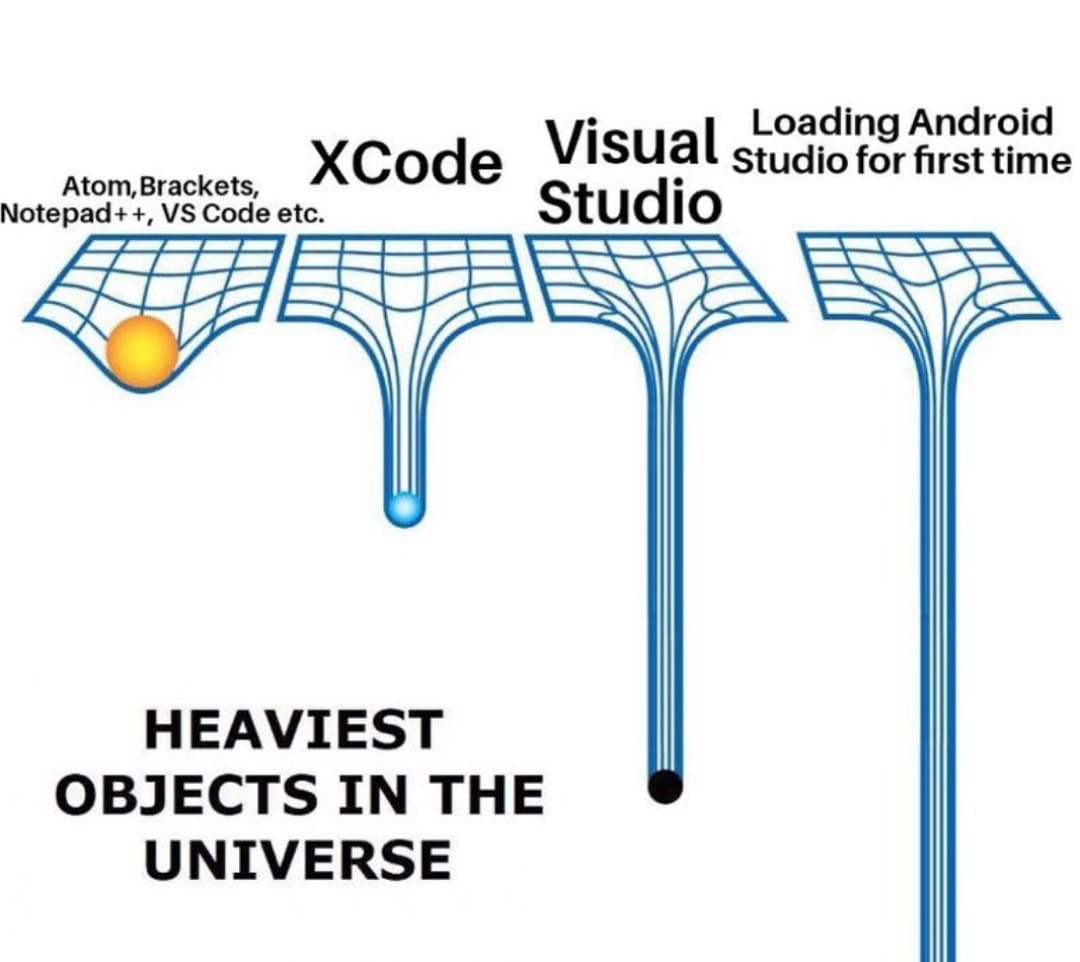 Atom,Brackets,
Notepad++, VS Code etc.
XCode
Visual
Studio
Loading Android
Studio for first time
HEAVIEST
OBJECTS IN THE
UNIVERSE